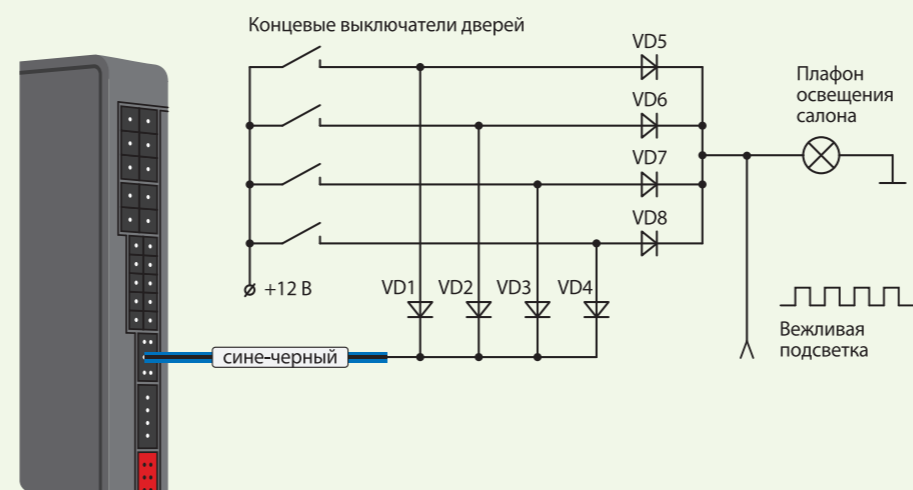 Концевые выключатели дверей
VD5
VD6
VD7
VD8
Плафон
освещения
салона
+12 В
VD1 VD2 VD3 VD4
сине-черный
Вежливая
подсветка